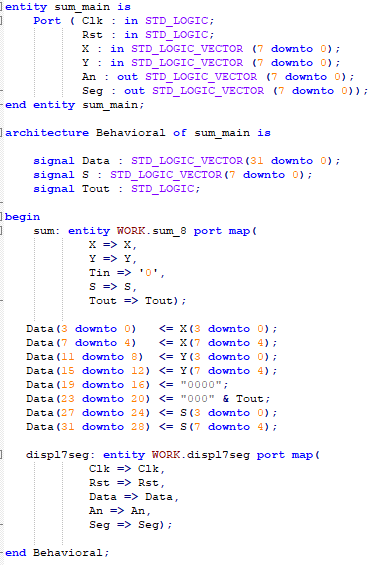 entity sum_main is
Port ( Clk : in STD_LOGIC;
Rst : in STD_LOGIC;
X : in STD_LOGIC_VECTOR (7 downto 0);
Y : in STD_LOGIC_VECTOR (7 downto 0);
An : out STD_LOGIC_VECTOR (7 downto 0);
Seg : out STD_LOGIC_VECTOR (7 downto 0));
end entity sum_main;
architecture Behavioral of sum_main is
signal Data : STD_LOGIC_VECTOR(31 downto 0);
signal S : STD_LOGIC_VECTOR(7 downto 0);
signal Tout : STD_LOGIC;
begin
sum: entity WORK.sum_8 port map(
X => X,
Y => Y,
Tin => '0',
S => S,
Tout => Tout);
Data(3 downto 0) <= X(3 downto 0);
Data(7 downto 4) <= X(7 downto 4);
Data(11 downto 8) <= Y(3 downto 0);
Data(15 downto 12) <= Y(7 downto 4);
Data(19 downto 16) <= "0000";
Data(23 downto 20) <= "000" & Tout;
Data(27 downto 24) <= S(3 downto 0);
Data(31 downto 28) <= S(7 downto 4);
displ7seg: entity WORK.displ7seg port map(
Clk => Clk,
Rst => Rst,
Data => Data,
An => An,
Seg => Seg);
end Behavioral;